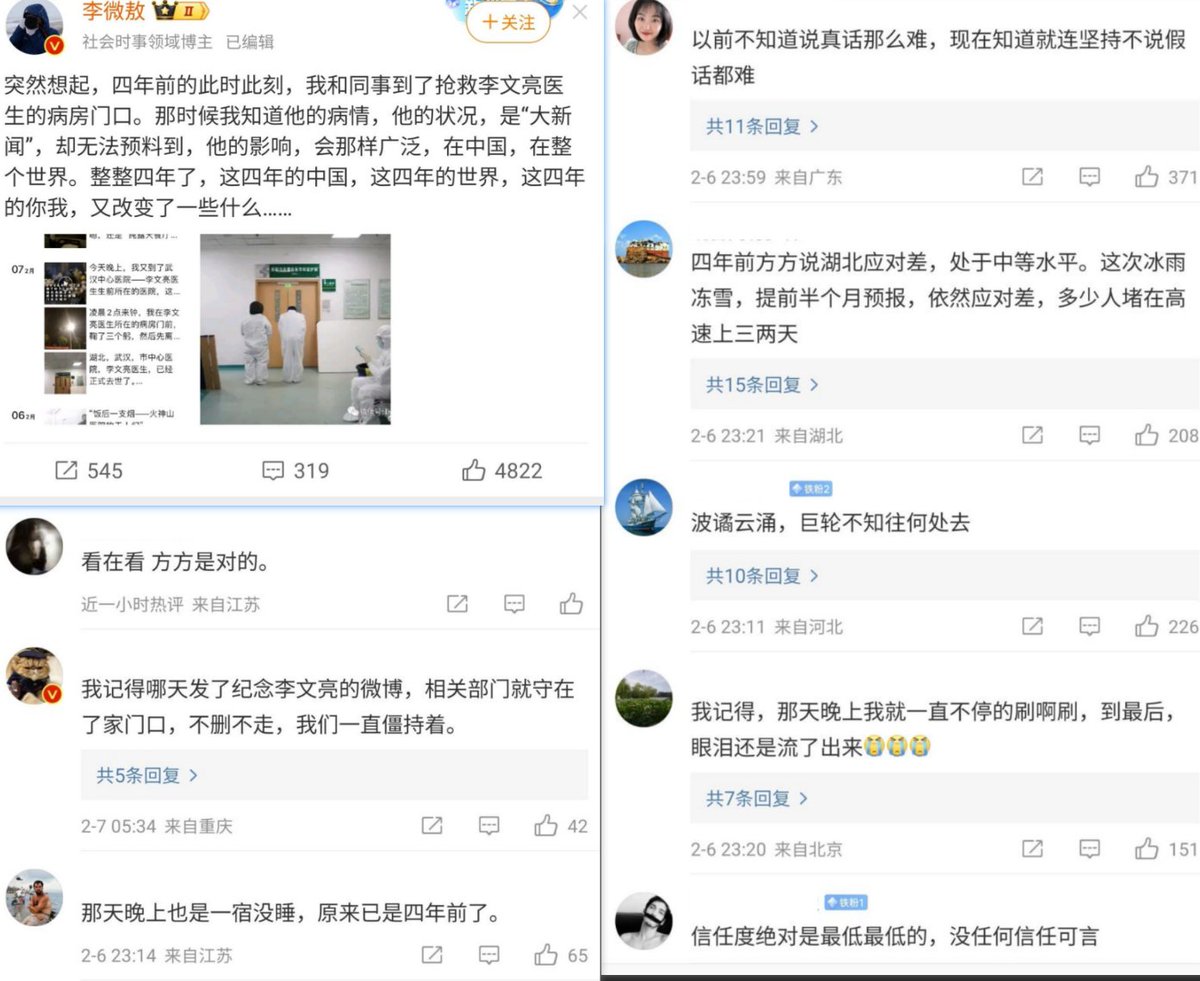 李微敖
II
+关注
社会时事领域博主 已编辑
突然想起，四年前的此时此刻，我和同事到了抢救李文亮医
生的病房门口。那时候我知道他的病情，他的状况，是“大新
闻”，却无法预料到，他的影响，会那样广泛，在中国，在整
个世界。整整四年了，这四年的中国，这四年的世界，这四年
的你我，又改变了一些什么......
07 2月
今天晚上，我又到了武
汉中心医院——李文亮医
生生前所在的医院，这...
凌晨2点来钟，我在李文
亮医生所在的病房门前，
鞠了三个躬，然后先离...
湖北，武汉，市中心医
院，李文亮医生，已经
正式去世了。...
06 2月
“饭后一支烟——火神山
545
319
4822
看在看 方方是对的。
近一小时热评 来自江苏
我记得哪天发了纪念李文亮的微博，相关部门就守在
了家门口，不删不走，我们一直僵持着。
共5条回复 >
2-7 05:34 来自重庆
42
那天晚上也是一宿没睡，原来已是四年前了。
2-6 23:14 来自江苏
65
以前不知道说真话那么难，现在知道就连坚持不说假
话都难
共11条回复 >
2-6 23:59 来自广东
371
四年前方方说湖北应对差，处于中等水平。这次冰雨
冻雪，提前半个月预报，依然应对差，多少人堵在高
速上三两天
共15条回复 >
2-6 23:21 来自湖北
208
铁粉2
波谲云涌，巨轮不知往何处去
共10条回复 >
2-6 23:11 来自河北
226
我记得，那天晚上我就一直不停的刷啊刷，到最后，
眼泪还是流了出来😭😭😭
共7条回复 >
2-6 23:20 来自北京
151
铁粉1
信任度绝对是最低最低的，没任何信任可言